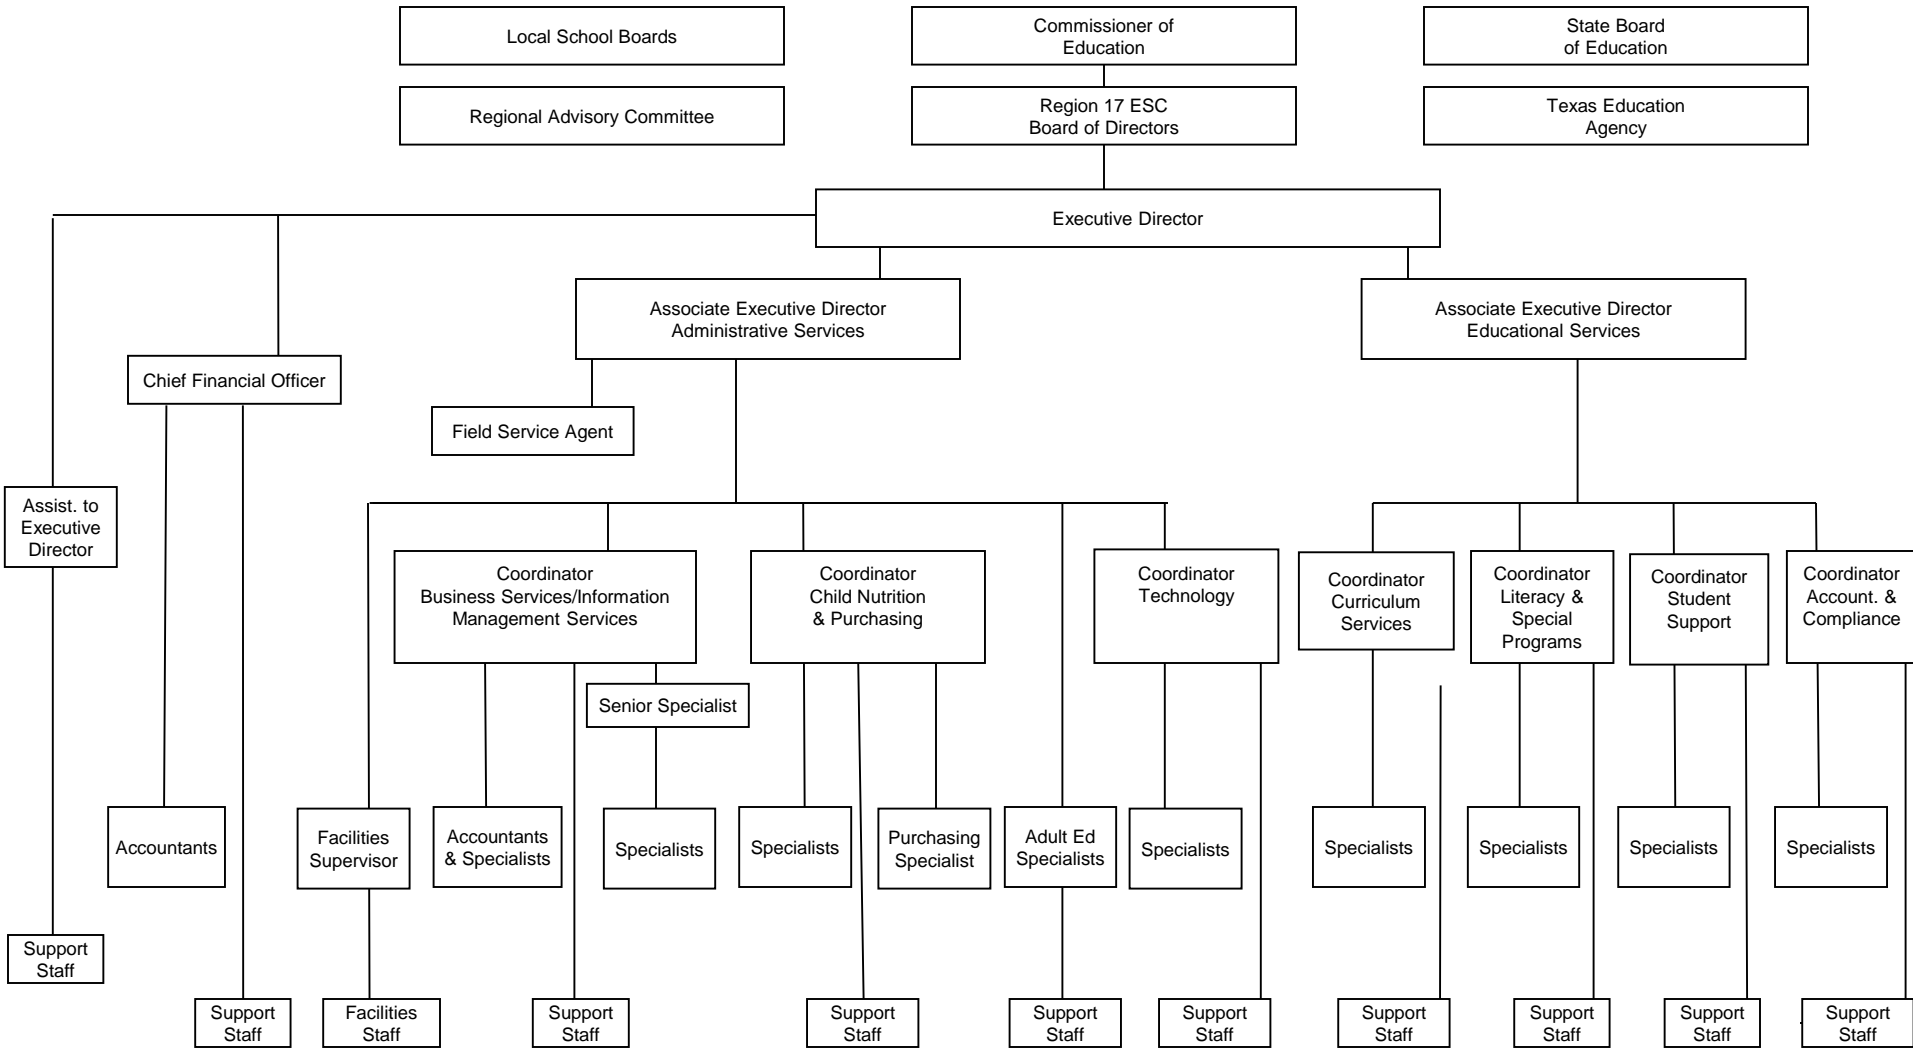 Local School Boards
Commissioner of
Education
State Board
of Education
Regional Advisory Committee
Region 17 ESC
Board of Directors
Texas Education
Agency
Executive Director
Associate Executive Director
Administrative Services
Associate Executive Director
Educational Services
Chief Financial Officer
Field Service Agent
Assist. to
Executive
Director
Coordinator
Business Services/Information
Management Services
Coordinator
Child Nutrition
& Purchasing
Coordinator
Technology
Coordinator
Curriculum
Services
Coordinator
Literacy &
Special
Programs
Coordinator
Student
Support
Coordinator
Account. &
Compliance
Senior Specialist
Accountants
Facilities
Supervisor
Accountants
& Specialists
Specialists
Specialists
Purchasing
Specialist
Adult Ed
Specialists
Specialists
Specialists
Specialists
Specialists
Specialists
Support
Staff
Support
Staff
Facilities
Staff
Support
Staff
Support
Staff
Support
Staff
Support
Staff
Support
Staff
Support
Staff
Support
Staff
Support
Staff